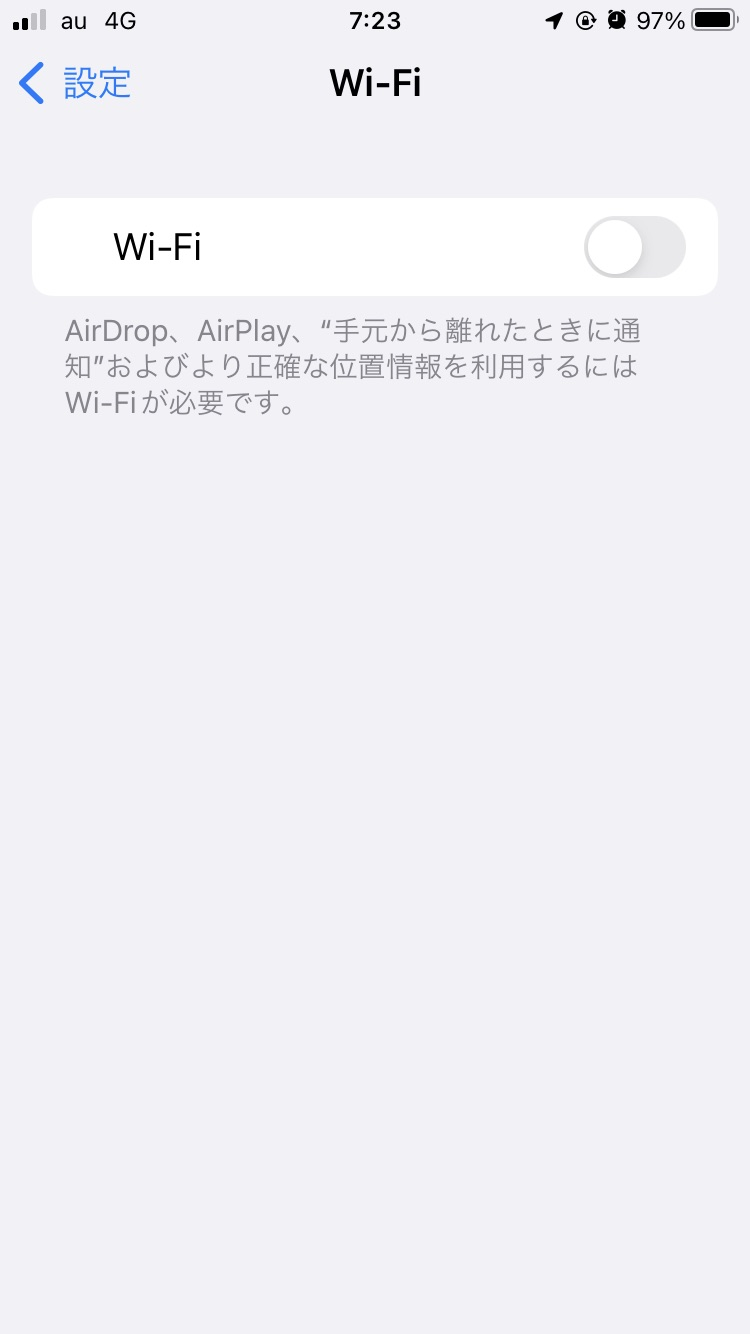 au 4G 7:23 97%
設定 Wi-Fi
Wi-Fi
AirDrop、AirPlay、“手元から離れたときに通
知”およびより正確な位置情報を利用するには
Wi-Fiが必要です。